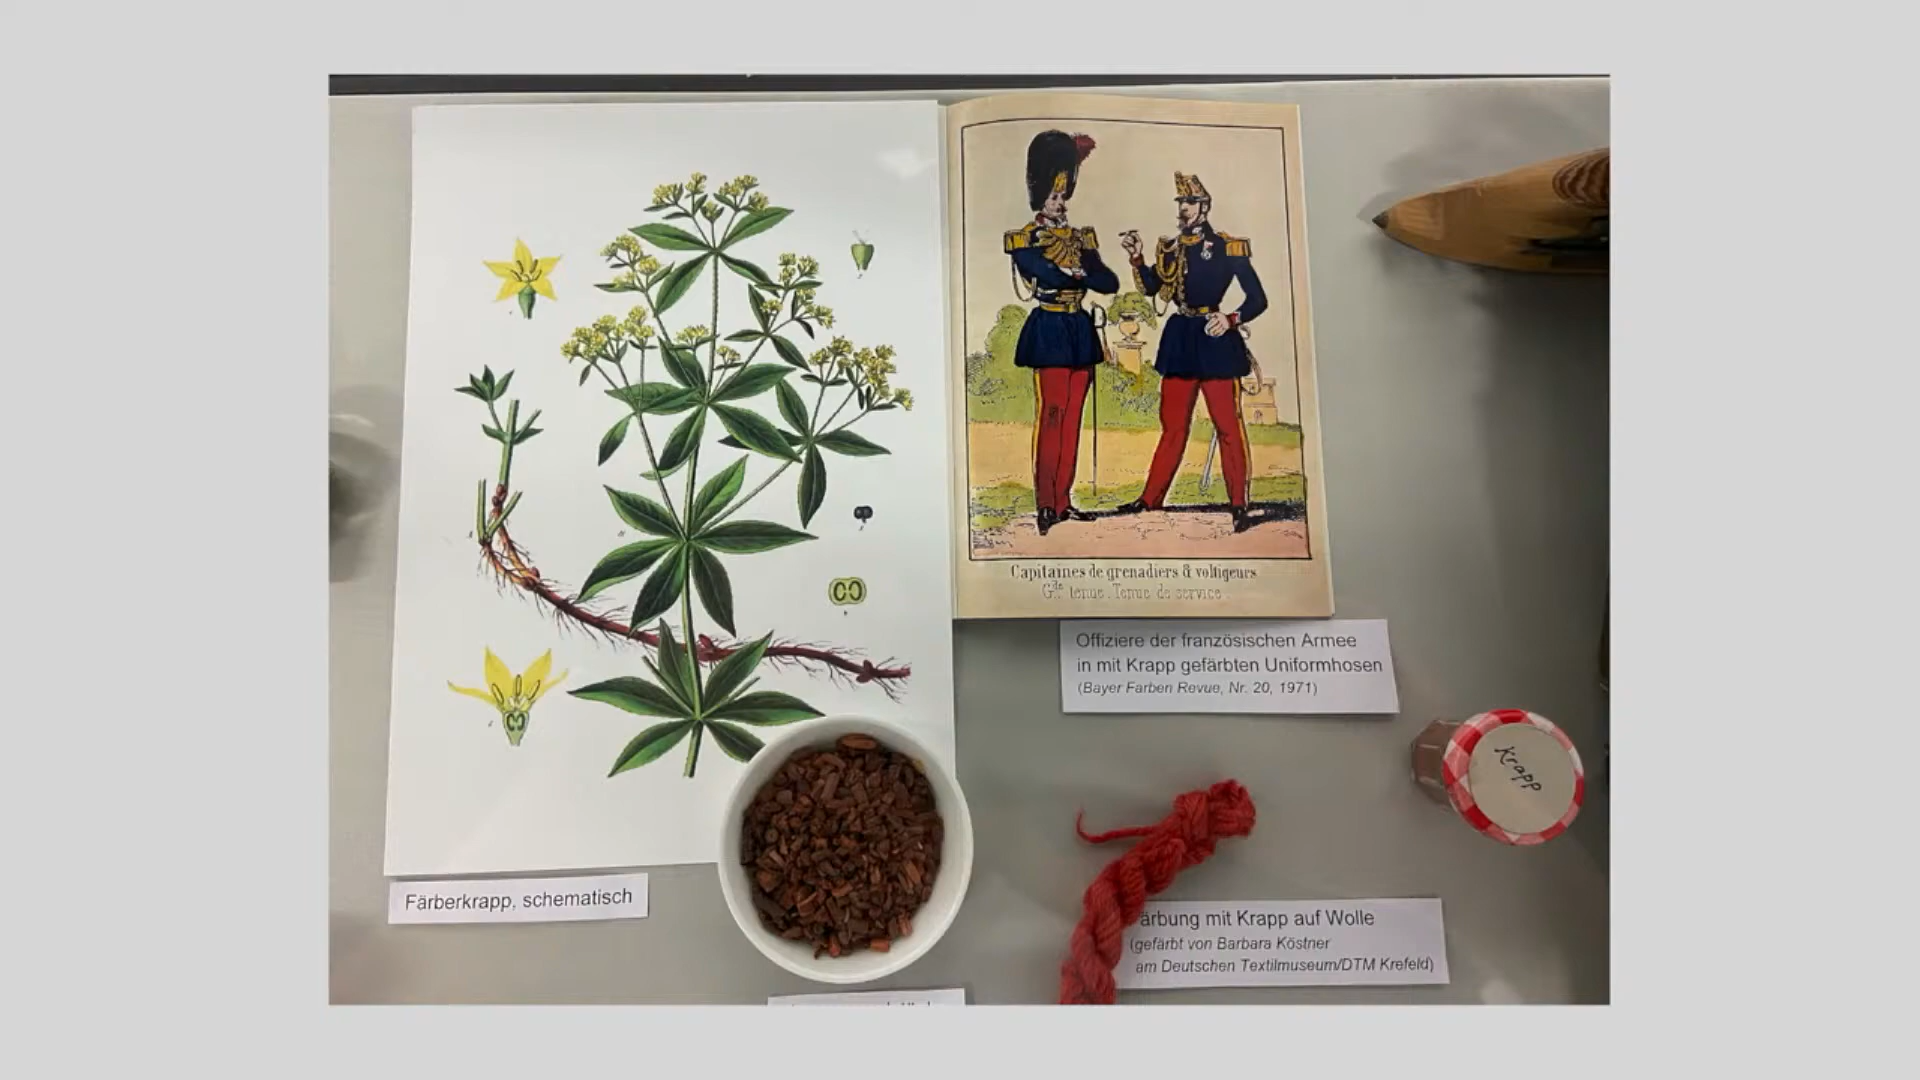 Capitaines de grenadiers & voltigeurs
Gde tenue. Tenue de service.
Offiziere der französischen Armee
in mit Krapp gefärbten Uniformhosen
(Bayer Farben Revue, Nr. 20, 1971)
Krapp
Färberkrapp, schematisch
ärbung mit Krapp auf Wolle
(gefärbt von Barbara Köstner
am Deutschen Textilmuseum/DTM Krefeld)